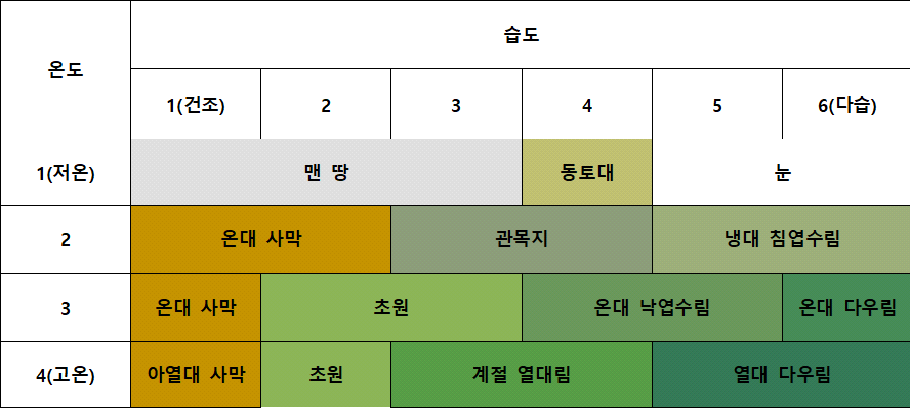 온도
습도
1(건조) 2 3 4 5 6(다습)
1(저온) 맨 땅 동토대 눈
2 온대 사막 관목지 냉대 침엽수림
3 온대 사막 초원 온대 낙엽수림 온대 다우림
4(고온) 아열대 사막 초원 계절 열대림 열대 다우림